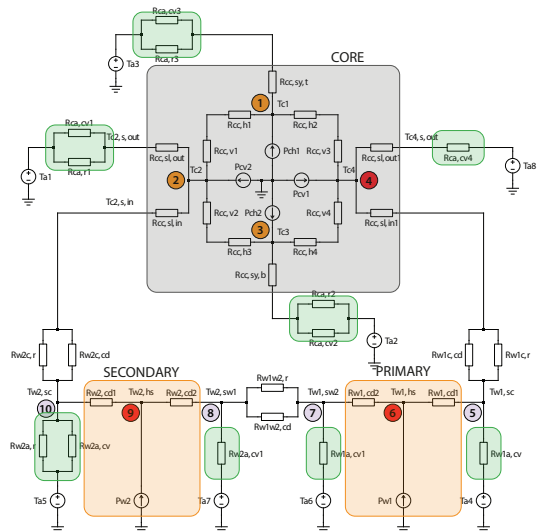 Rca, cv3
Rca, r3
Ta3
CORE
Rcc, sy, t
1
Tc1
Rcc, h1
Rcc, h2
Rca, cv1
Rca, r1
Tc2, s, out
Tc4, s, out
Rcc, sl, out
Rcc, v1
Pch1
Rcc, v3
Rcc, sl, out1
Rca, cv4
Ta1
Ta8
Tc2
Pcv2
Tc4
2
4
Pcv1
Tc2, s, in
Rcc, v2
Pch2
Rcc, v4
Rcc, sl, in
Rcc, sl, in1
3
Tc3
Rcc, h3
Rcc, h4
Rcc, sy, b
Rca, r2
Rca, cv2
Ta2
Rw2c, r
Rw2c, cd
Rw1c, cd
Rw1c, r
SECONDARY
PRIMARY
Tw2, sc
Rw2, cd1
Tw2, hs
Rw2, cd2
Tw2, sw1
Rw1w2, r
Tw1, sw2
Rw1, cd2
Tw1, hs
Rw1, cd1
Tw1, sc
10
9
8
7
6
5
Rw1w2, cd
Rw2a, r
Rw2a, cv
Rw2a, cv1
Rw1a, cv1
Rw1a, cv
Ta5
Pw2
Ta7
Ta6
Pw1
Ta4